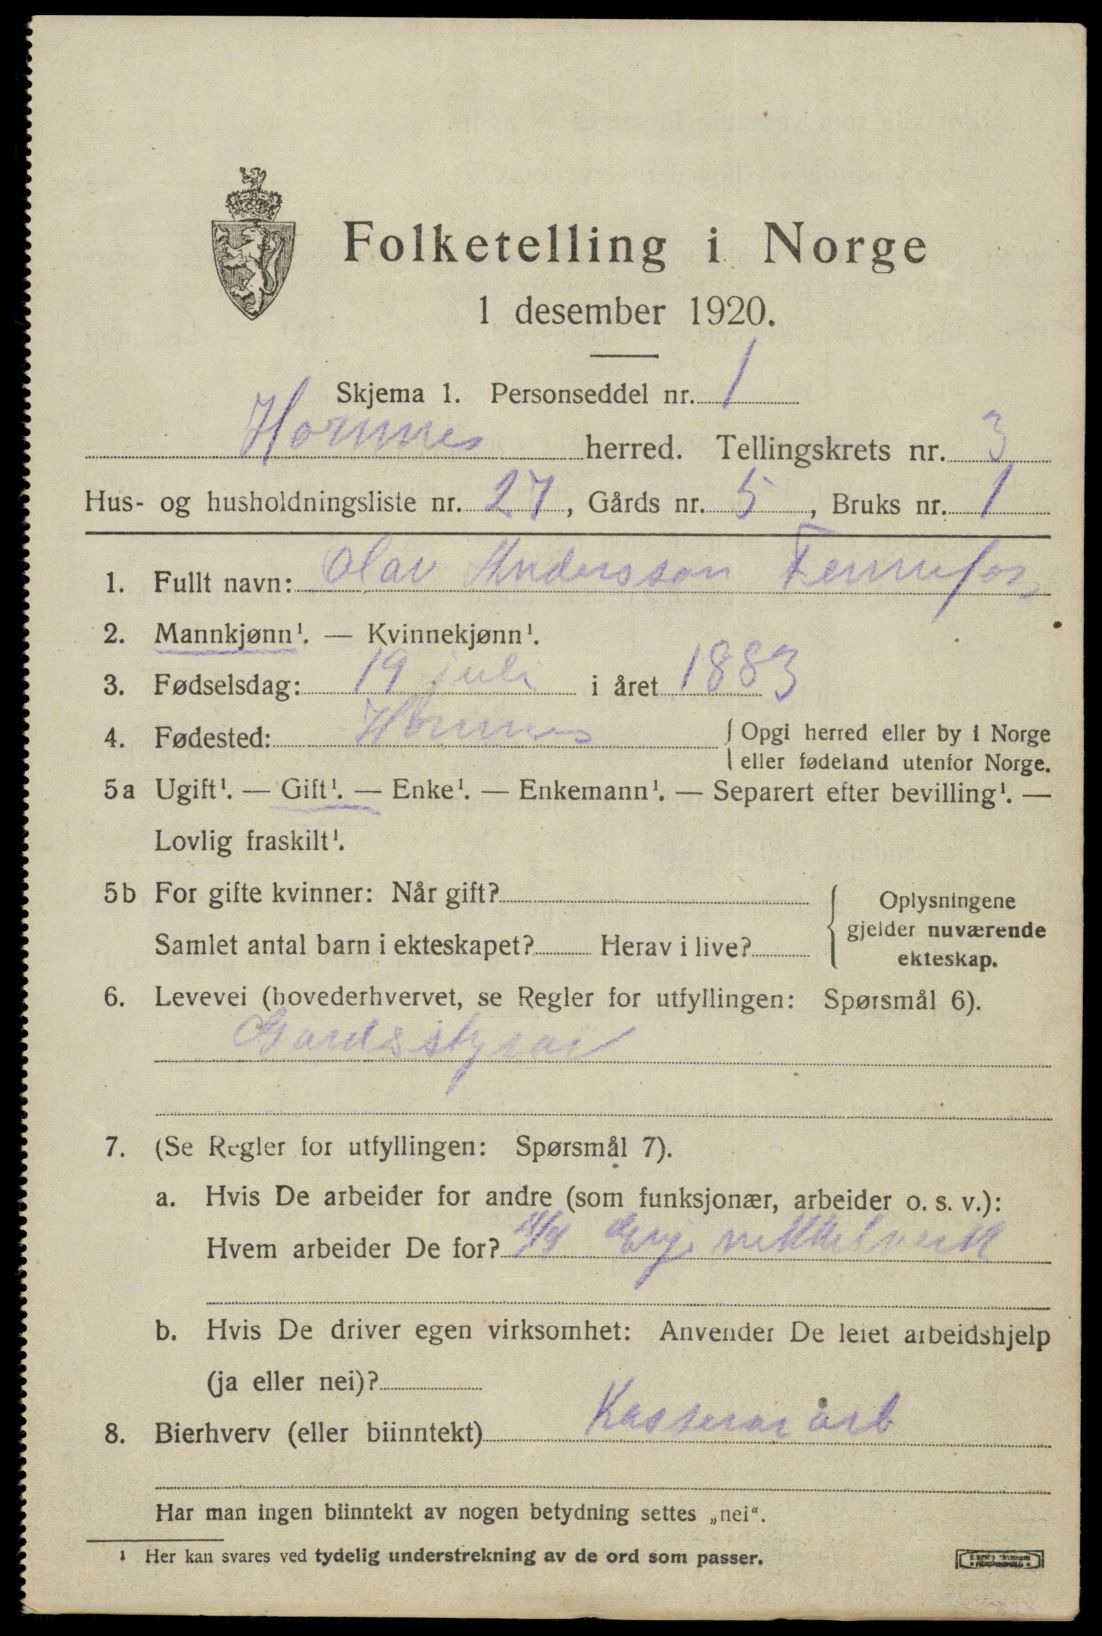 Folketelling i Norge
1 desember 1920.
Skjema 1. Personseddel nr. 1
Hornnes herred. Tellingskrets nr. 3
Hus- og husholdningsliste nr. 27, Gårds nr. 5, Bruks nr. 1
1. Fullt navn: Olav Andersson Fennefos
2. Mannkjønn¹. — Kvinnekjønn¹.
3. Fødselsdag: 19 juli i året 1883
4. Fødested: Hornnes { Opgi herred eller by i Norge
eller fødeland utenfor Norge.
5a Ugift¹. — Gift¹. — Enke¹. — Enkemann¹. — Separert efter bevilling¹. —
Lovlig fraskilt¹.
5b For gifte kvinner: Når gift?
Samlet antal barn i ekteskapet? Herav i live?
{ Oplysningene
gjelder nuværende
ekteskap.
6. Levevei (hovederhvervet, se Regler for utfyllingen: Spørsmål 6).
Gardsstyrar
7. (Se Regler for utfyllingen: Spørsmål 7).
a. Hvis De arbeider for andre (som funksjonær, arbeider o. s. v.):
Hvem arbeider De for? A/S Evje nikkelverk
b. Hvis De driver egen virksomhet: Anvender De leiet arbeidshjelp
(ja eller nei)?
8. Bierhverv (eller biinntekt) Kasserar arb
Har man ingen biinntekt av nogen betydning settes „nei“.
¹ Her kan svares ved tydelig understrekning av de ord som passer.